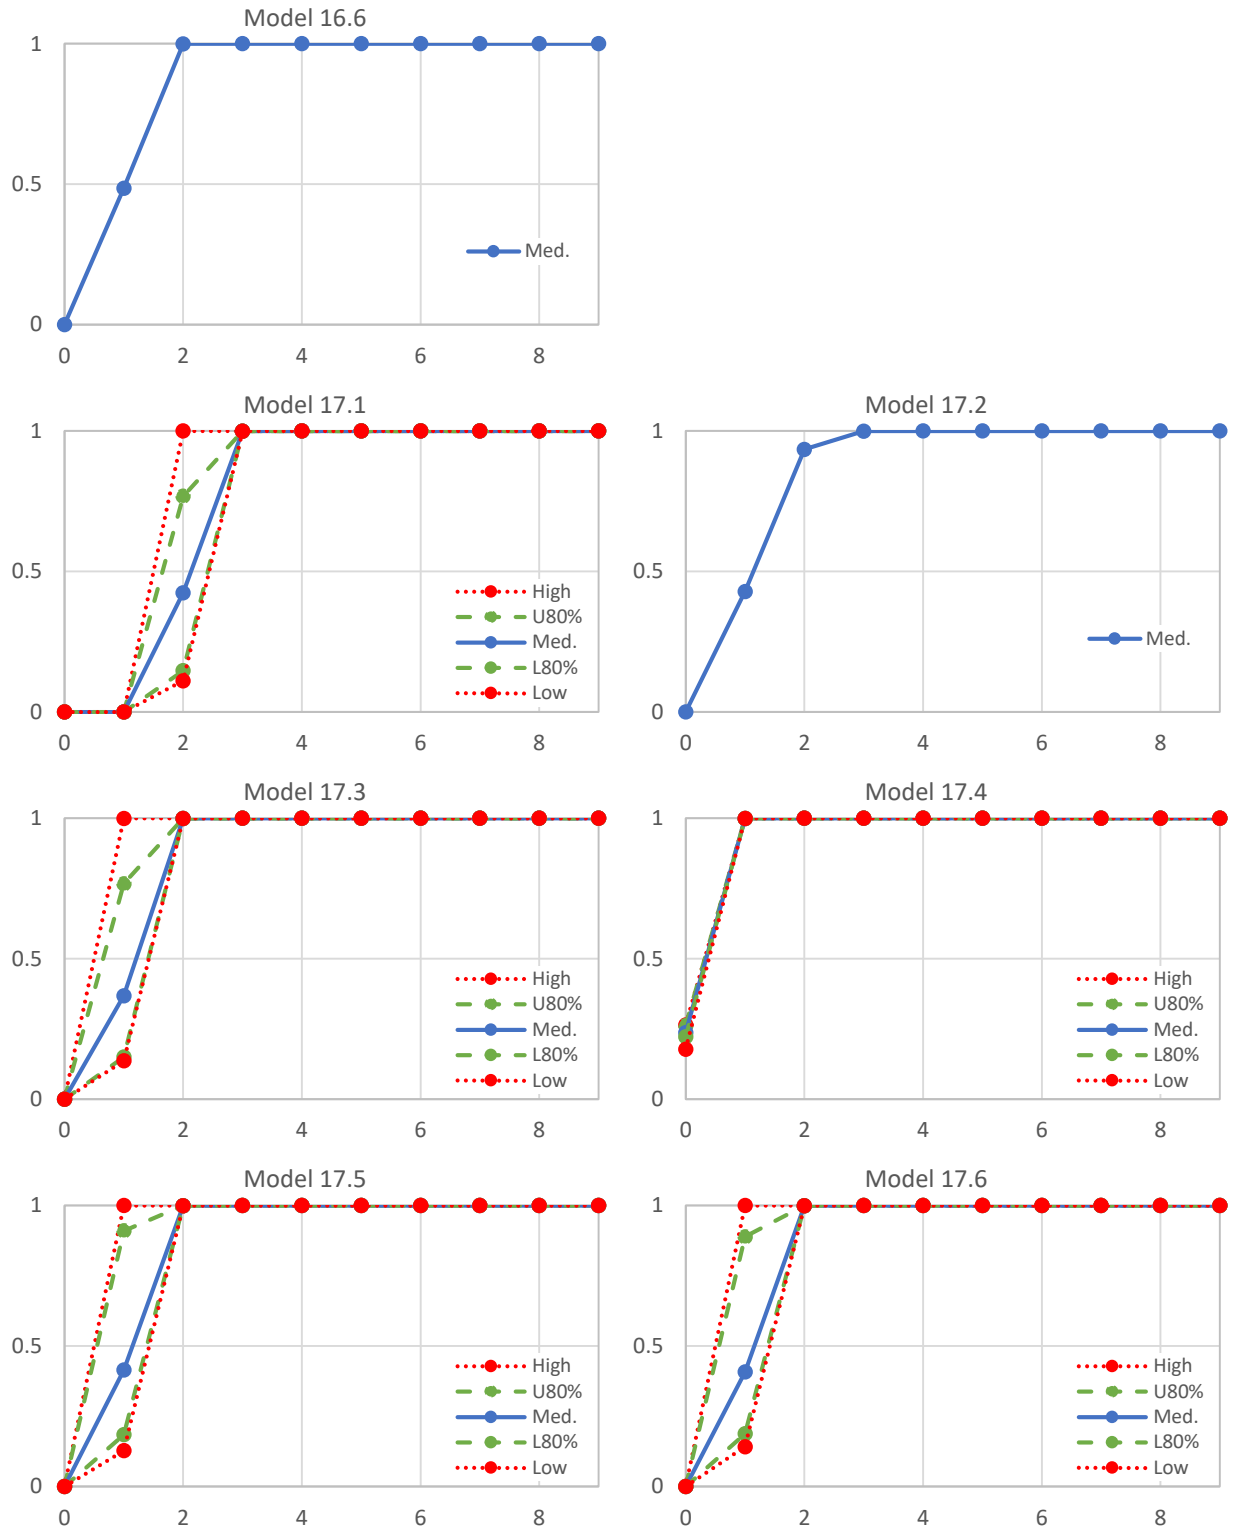 Model 16.6
1
0.5
0
Med.
0 2 4 6 8
Model 17.1
1
0.5
0
High
U80%
Med.
L80%
Low
0 2 4 6 8
Model 17.2
1
0.5
0
Med.
0 2 4 6 8
Model 17.3
1
0.5
0
High
U80%
Med.
L80%
Low
0 2 4 6 8
Model 17.4
1
0.5
0
High
U80%
Med.
L80%
Low
0 2 4 6 8
Model 17.5
1
0.5
0
High
U80%
Med.
L80%
Low
0 2 4 6 8
Model 17.6
1
0.5
0
High
U80%
Med.
L80%
Low
0 2 4 6 8